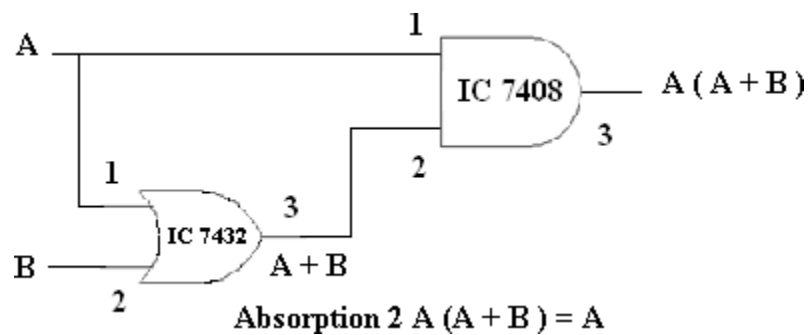 1
A
IC 7408
A ( A + B )
3
2
1
3
IC 7432
B
A + B
2
Absorption 2 A (A + B ) = A